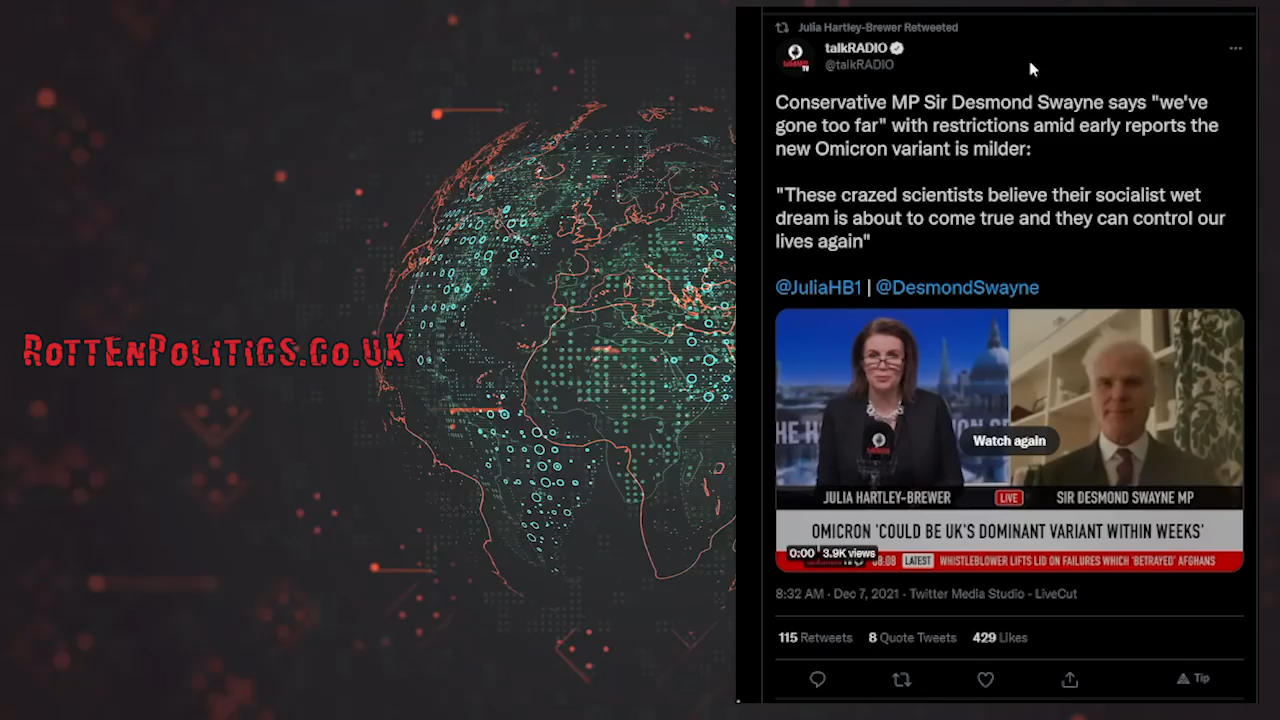 RottenPolitics.co.uk
Julia Hartley-Brewer Retweeted
talkRADIO
@talkRADIO
Conservative MP Sir Desmond Swayne says "we've
gone too far" with restrictions amid early reports the
new Omicron variant is milder:
"These crazed scientists believe their socialist wet
dream is about to come true and they can control our
lives again"
@JuliaHB1 | @DesmondSwayne
Watch again
JULIA HARTLEY-BREWER LIVE SIR DESMOND SWAYNE MP
OMICRON 'COULD BE UK'S DOMINANT VARIANT WITHIN WEEKS'
0:00 3.9K views
08:08 LATEST WHISTLEBLOWER LIFTS LID ON FAILURES WHICH 'BETRAYED' AFGHANS
8:32 AM · Dec 7, 2021 · Twitter Media Studio - LiveCut
115 Retweets 8 Quote Tweets 429 Likes
Tip